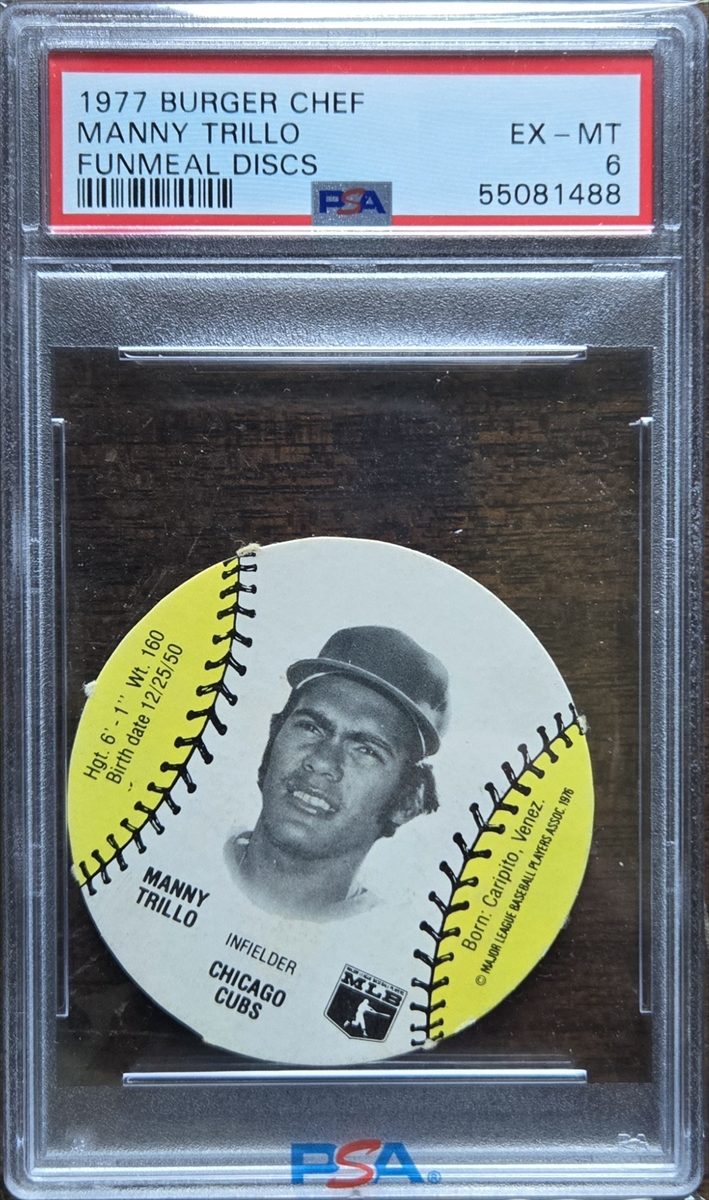 1977 BURGER CHEF
MANNY TRILLO EX - MT
FUNMEAL DISCS 6
55081488
PSA
Hgt. 6' - 1" Wt. 160
Birth date 12/25/50
MANNY
TRILLO
INFIELDER
CHICAGO
CUBS
MLB
Born: Caripito, Venez.
© MAJOR LEAGUE BASEBALL PLAYERS ASSOC. 1976
PSA®